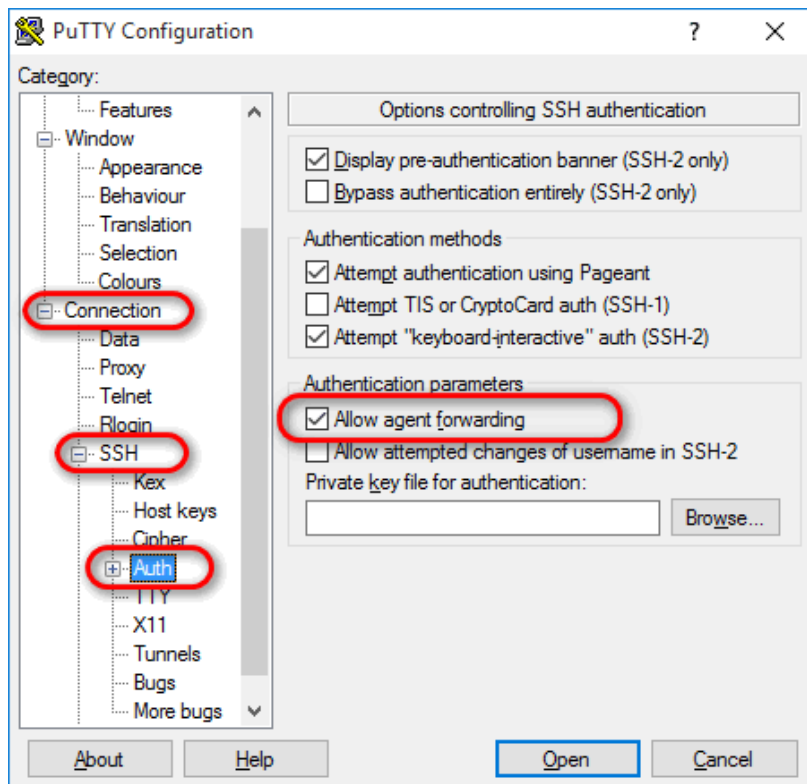 PuTTY Configuration
?
Category:
Features
Window
Appearance
Behaviour
Translation
Selection
Colours
Connection
Data
Proxy
Telnet
Rlogin
SSH
Kex
Host keys
Cipher
Auth
TTY
X11
Tunnels
Bugs
More bugs
Options controlling SSH authentication
Display pre-authentication banner (SSH-2 only)
Bypass authentication entirely (SSH-2 only)
Authentication methods
Attempt authentication using Pageant
Attempt TIS or CryptoCard auth (SSH-1)
Attempt "keyboard-interactive" auth (SSH-2)
Authentication parameters
Allow agent forwarding
Allow attempted changes of username in SSH-2
Private key file for authentication:
Browse...
About
Help
Open
Cancel